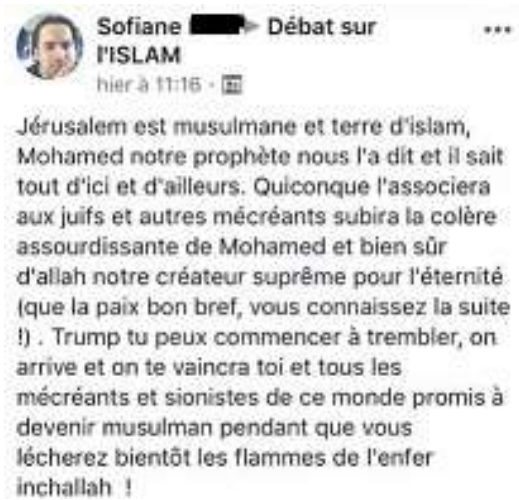 Sofiane Débat sur
l'ISLAM
hier à 11:16 ·
Jérusalem est musulmane et terre d'islam,
Mohamed notre prophète nous l'a dit et il sait
tout d'ici et d'ailleurs. Quiconque l'associera
aux juifs et autres mécréants subira la colère
assourdissante de Mohamed et bien sûr
d'allah notre créateur suprême pour l'éternité
(que la paix bon bref, vous connaissez la suite
!) . Trump tu peux commencer à trembler, on
arrive et on te vaincra toi et tous les
mécréants et sionistes de ce monde promis à
devenir musulman pendant que vous
lécherez bientôt les flammes de l'enfer
inchallah !